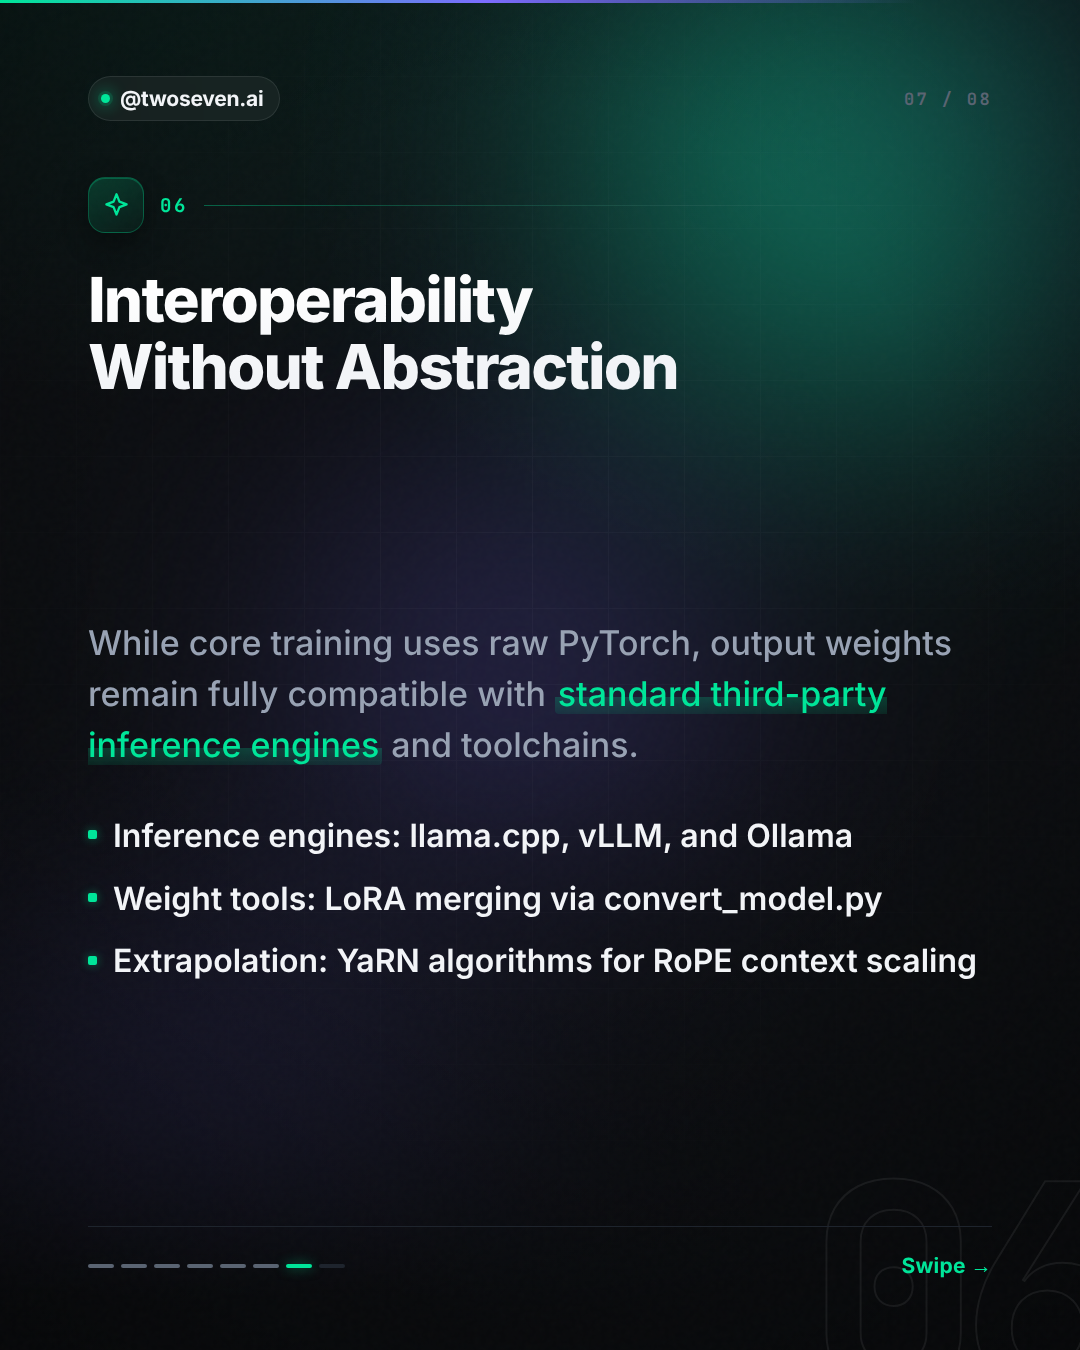 @twoseven.ai
07 / 08
06
Interoperability
Without Abstraction
While core training uses raw PyTorch, output weights
remain fully compatible with standard third-party
inference engines and toolchains.
Inference engines: llama.cpp, vLLM, and Ollama
Weight tools: LoRA merging via convert_model.py
Extrapolation: YaRN algorithms for RoPE context scaling
Swipe →
06